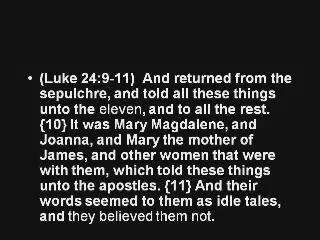 • (Luke 24:9-11)  And returned from the
sepulchre, and told all these things
unto the eleven, and to all the rest.
{10} It was Mary Magdalene, and
Joanna, and Mary the mother of
James, and other women that were
with them, which told these things
unto the apostles. {11} And their
words seemed to them as idle tales,
and they believed them not.